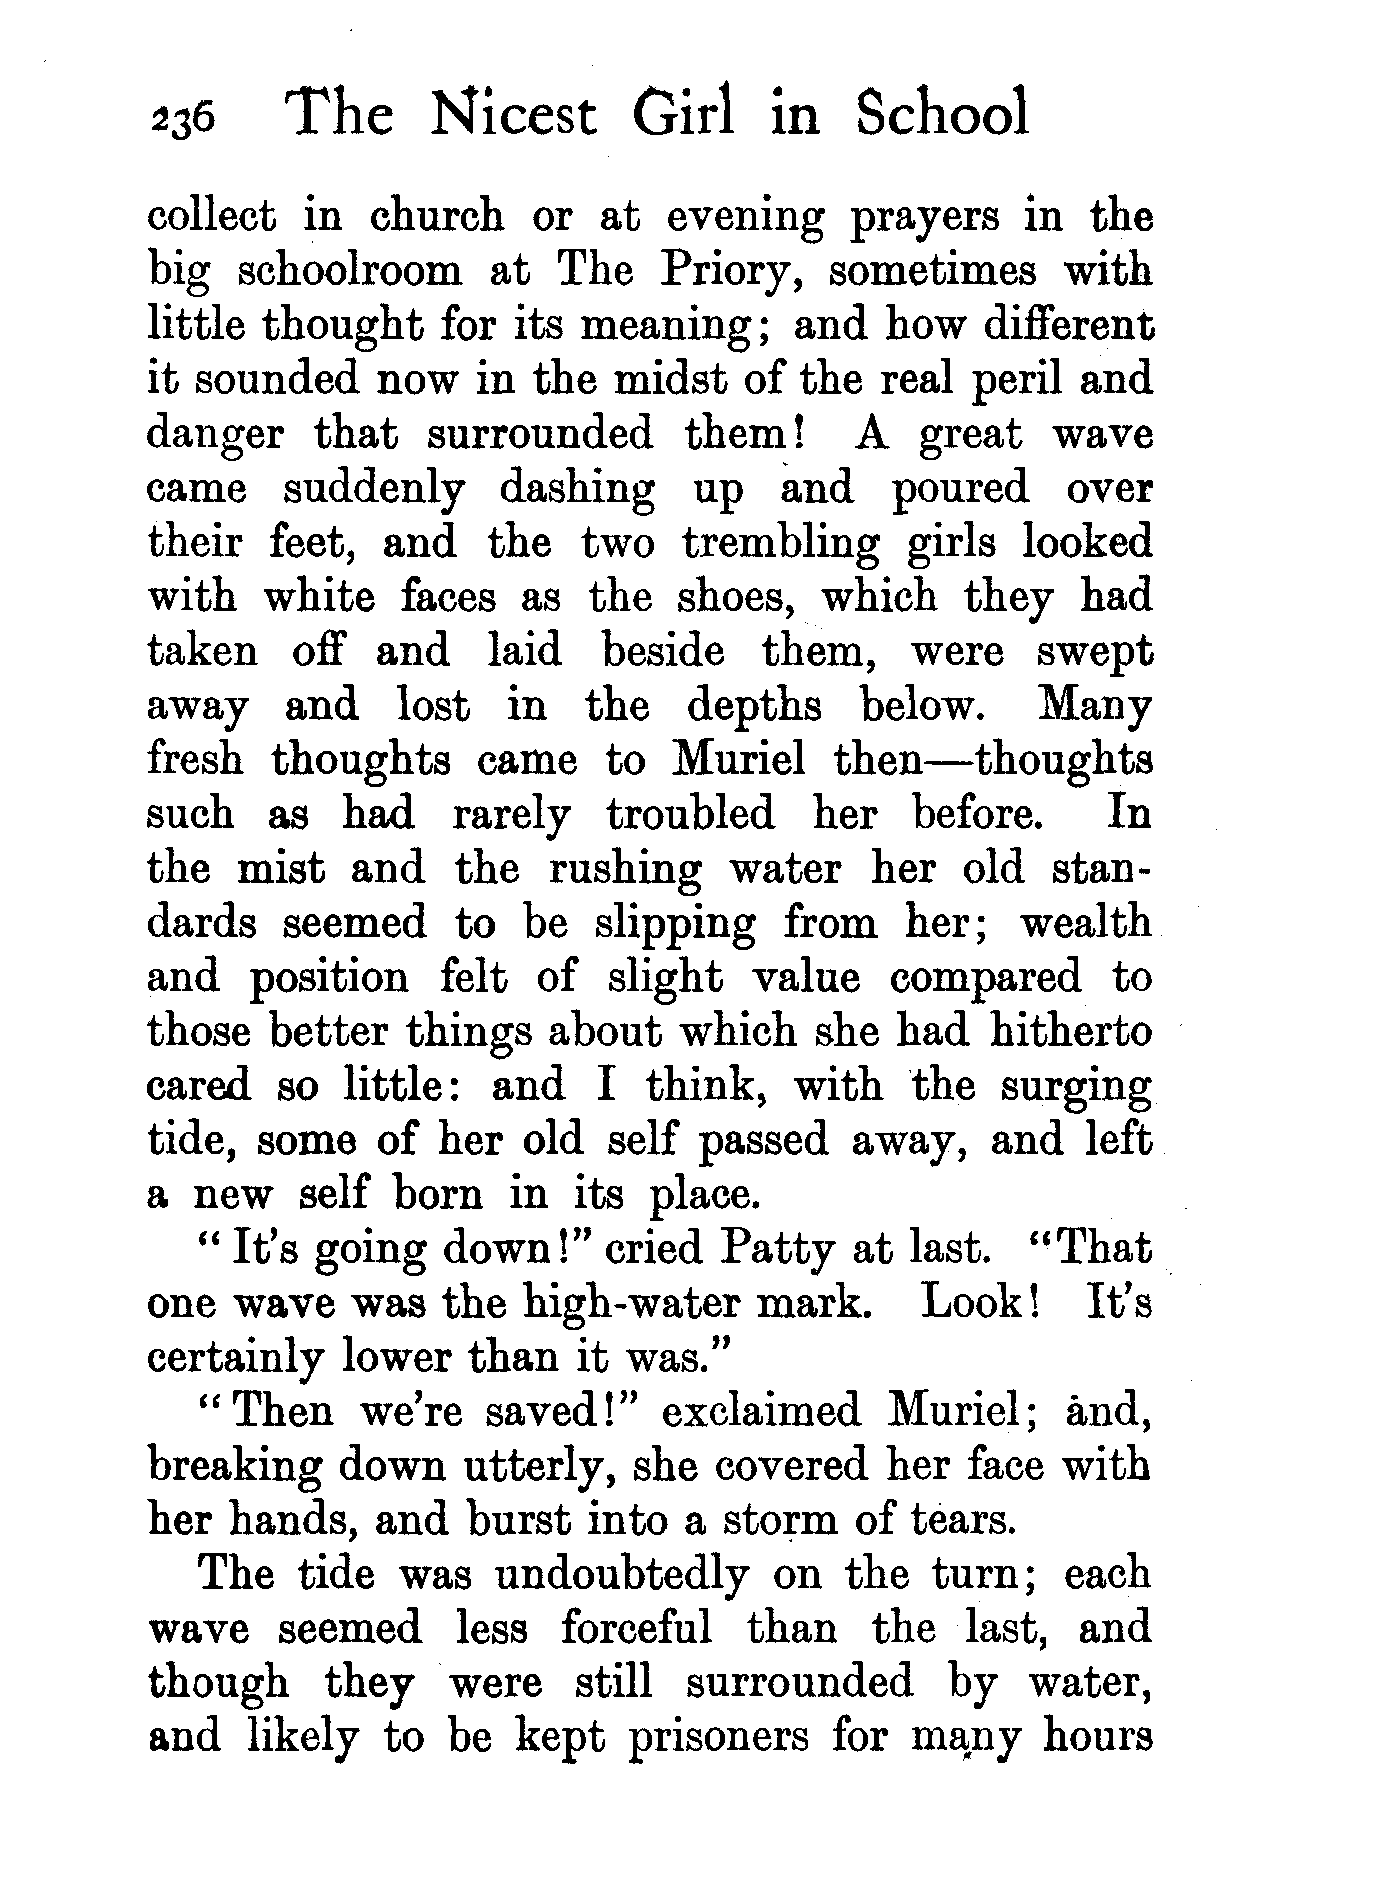 236 The Nicest Girl in School
collect in church or at evening prayers in the
big schoolroom at The Priory, sometimes with
little thought for its meaning; and how different
it sounded now in the midst of the real peril and
danger that surrounded them! A great wave
came suddenly dashing up and poured over
their feet, and the two trembling girls looked
with white faces as the shoes, which they had
taken off and laid beside them, were swept
away and lost in the depths below. Many
fresh thoughts came to Muriel then—thoughts
such as had rarely troubled her before. In
the mist and the rushing water her old stan-
dards seemed to be slipping from her; wealth
and position felt of slight value compared to
those better things about which she had hitherto
cared so little: and I think, with the surging
tide, some of her old self passed away, and left
a new self born in its place.
“It's going down!” cried Patty at last. “That
one wave was the high-water mark. Look! It's
certainly lower than it was.”
“Then we're saved!” exclaimed Muriel; and,
breaking down utterly, she covered her face with
her hands, and burst into a storm of tears.
The tide was undoubtedly on the turn; each
wave seemed less forceful than the last, and
though they were still surrounded by water,
and likely to be kept prisoners for many hours